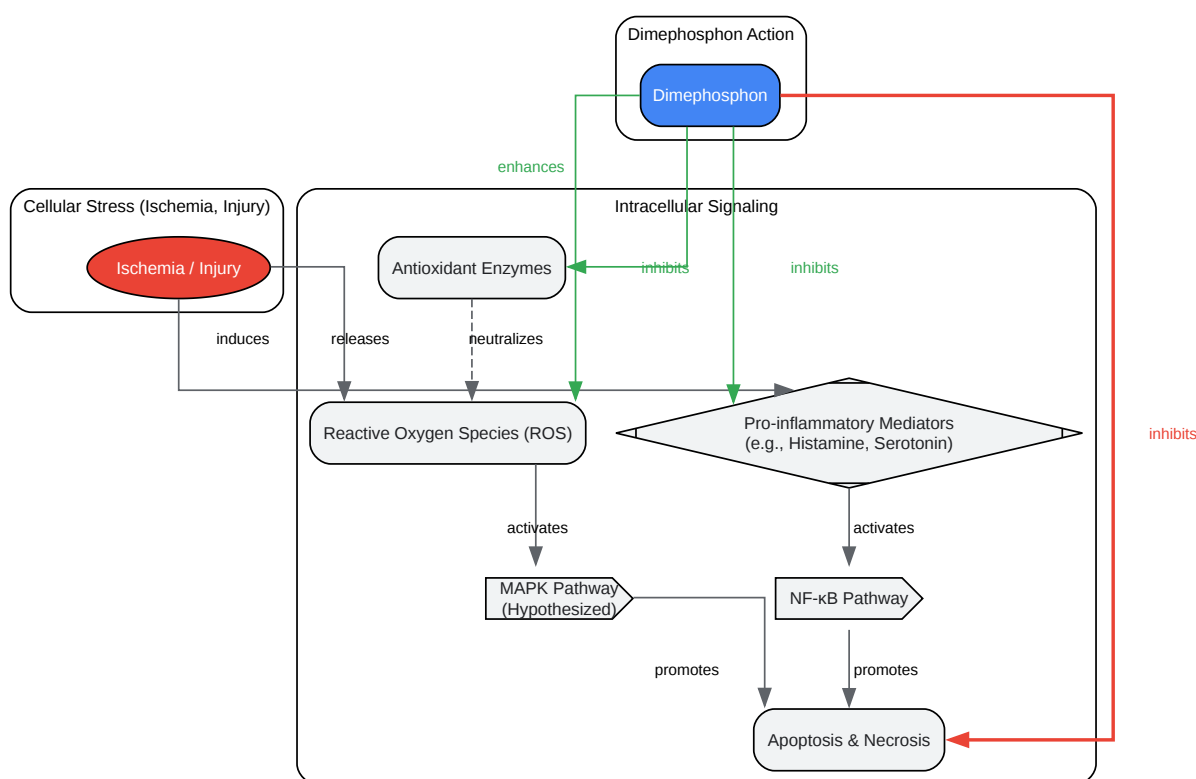 Dimephosphon Action
Dimephosphon
enhances
Cellular Stress (Ischemia, Injury)
Intracellular Signaling
Ischemia / Injury
Antioxidant Enzymes
inhibits
inhibits
induces
releases
neutralizes
Reactive Oxygen Species (ROS)
Pro-inflammatory Mediators
(e.g., Histamine, Serotonin)
inhibits
activates
activates
MAPK Pathway
(Hypothesized)
NF-κB Pathway
promotes
promotes
Apoptosis & Necrosis